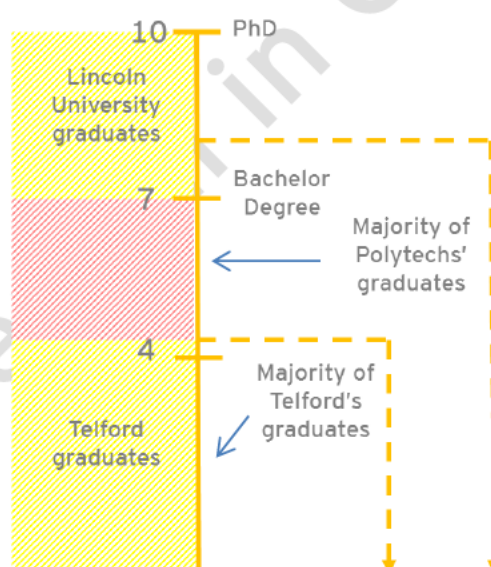 10
PhD
Lincoln
University
graduates
7
Bachelor
Degree
Majority of
Polytechs'
graduates
4
Majority of
Telford's
graduates
Telford
graduates
in